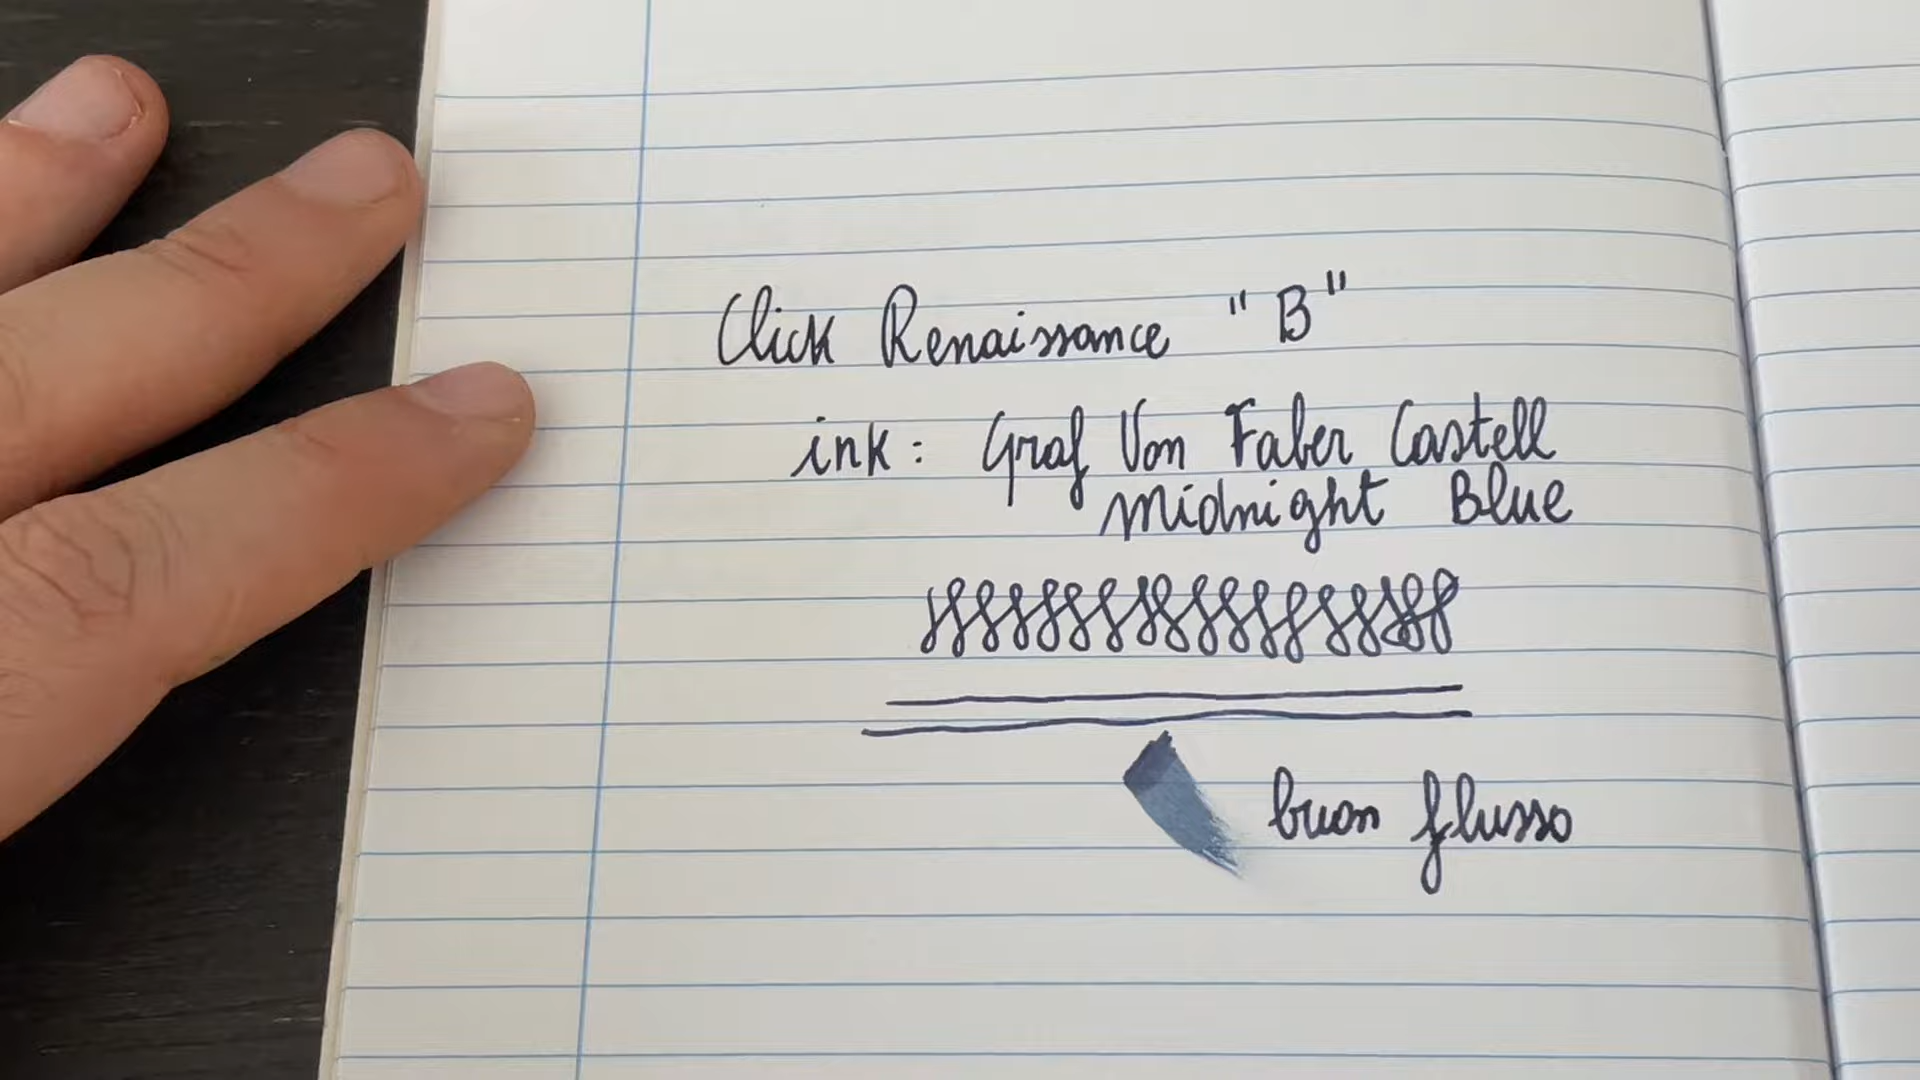 Click Renaissance "B"
ink: Graf Von Faber Castell
Midnight Blue
buon flusso